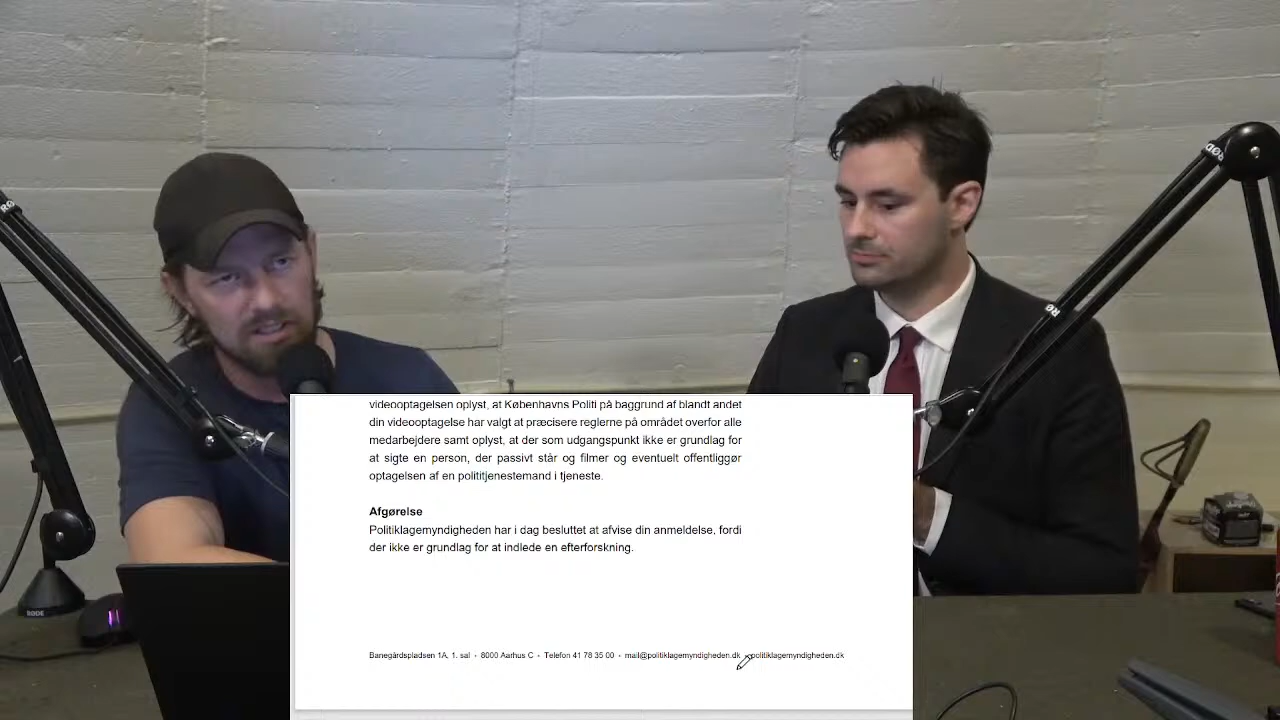 videooptagelsen oplyst, at Københavns Politi på baggrund af blandt andet
din videooptagelse har valgt at præcisere reglerne på området overfor alle
medarbejdere samt oplyst, at der som udgangspunkt ikke er grundlag for
at sigte en person, der passivt står og filmer og eventuelt offentliggør
optagelsen af en polititjenestemand i tjeneste.
Afgørelse
Politiklagemyndigheden har i dag besluttet at afvise din anmeldelse, fordi
der ikke er grundlag for at indlede en efterforskning.
Banegårdspladsen 1A, 1. sal • 8000 Aarhus C • Telefon 41 78 35 00 • mail@politiklagemyndigheden.dk • politiklagemyndigheden.dk
RØDE